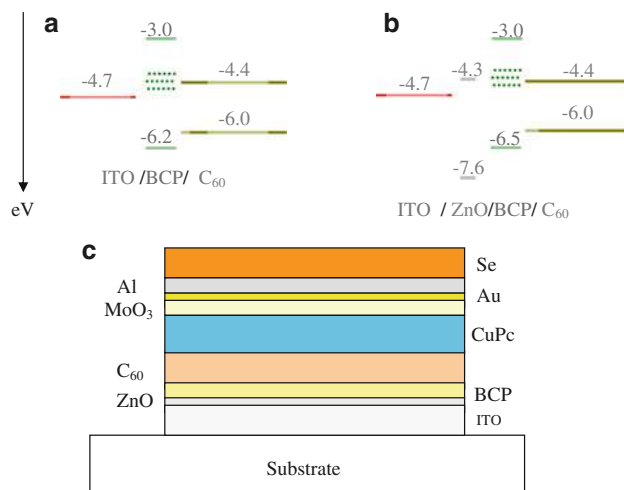 a
-3.0
-4.7
-4.4
-6.0
-6.2
ITO /BCP/ C₆₀
eV
b
-3.0
-4.7
-4.3
-4.4
-6.0
-6.5
-7.6
ITO / ZnO/BCP/ C₆₀
c
Se
Al
Au
MoO₃
CuPc
C₆₀
BCP
ZnO
ITO
Substrate